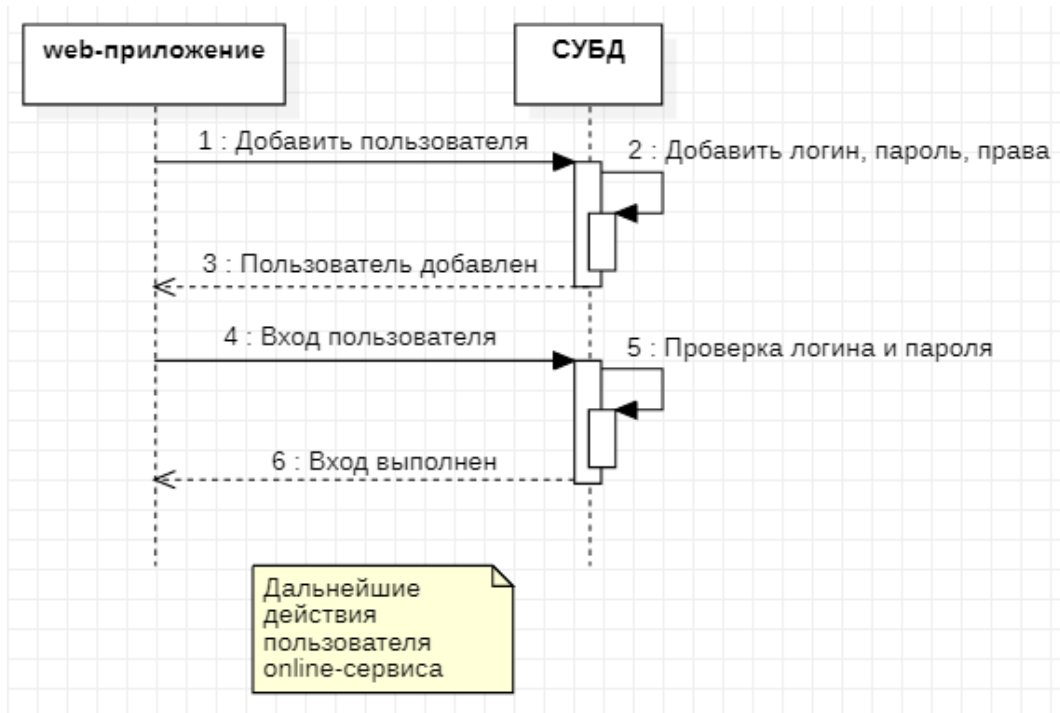 web-приложение
СУБД
1 : Добавить пользователя
2 : Добавить логин, пароль, права
3 : Пользователь добавлен
4 : Вход пользователя
5 : Проверка логина и пароля
6 : Вход выполнен
Дальнейшие
действия
пользователя
online-сервиса